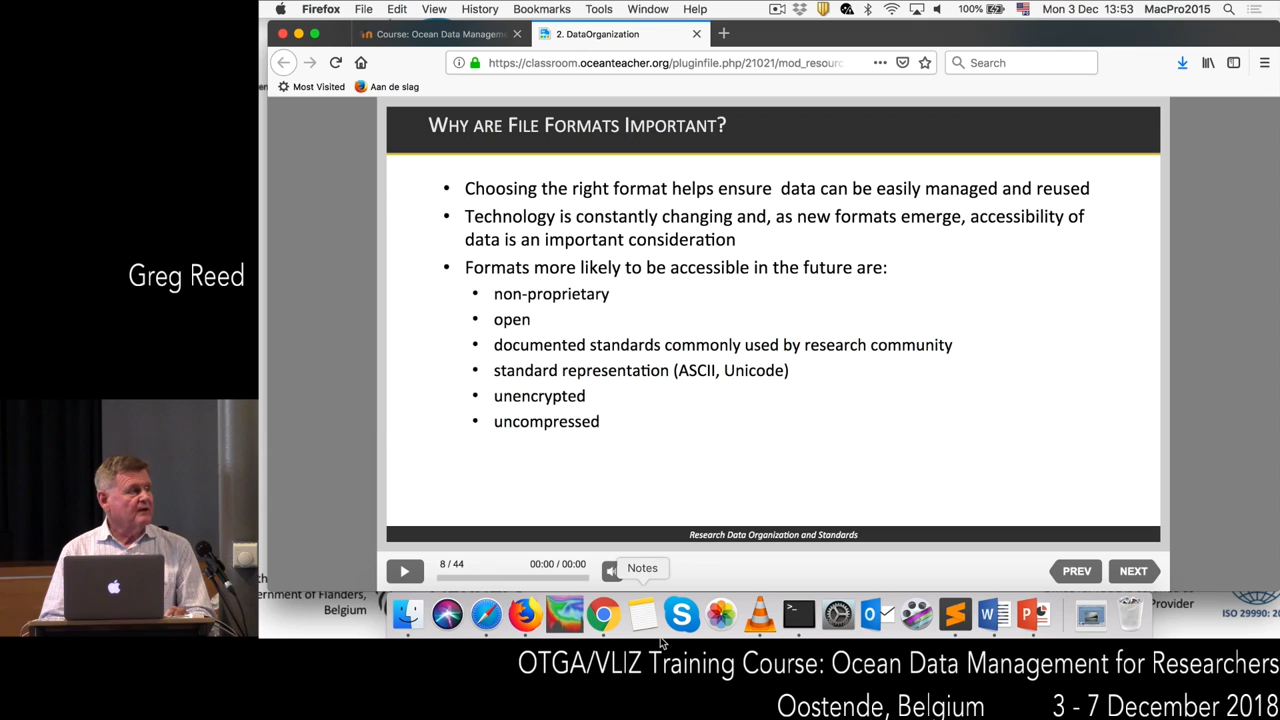 Firefox File Edit View History Bookmarks Tools Window Help 100% Mon 3 Dec 13:53 MacPro2015
Course: Ocean Data Manageme
2. DataOrganization
https://classroom.oceanteacher.org/pluginfile.php/21021/mod_resourc
Search
Most Visited Aan de slag
WHY ARE FILE FORMATS IMPORTANT?
• Choosing the right format helps ensure data can be easily managed and reused
• Technology is constantly changing and, as new formats emerge, accessibility of
data is an important consideration
• Formats more likely to be accessible in the future are:
• non-proprietary
• open
• documented standards commonly used by research community
• standard representation (ASCII, Unicode)
• unencrypted
• uncompressed
Greg Reed
Research Data Organization and Standards
8 / 44 00:00 / 00:00
Notes
PREV NEXT
ernment of Flanders,
Belgium
Provider
ISO 29990:201
OTGA/VLIZ Training Course: Ocean Data Management for Researchers
Oostende, Belgium 3 - 7 December 2018